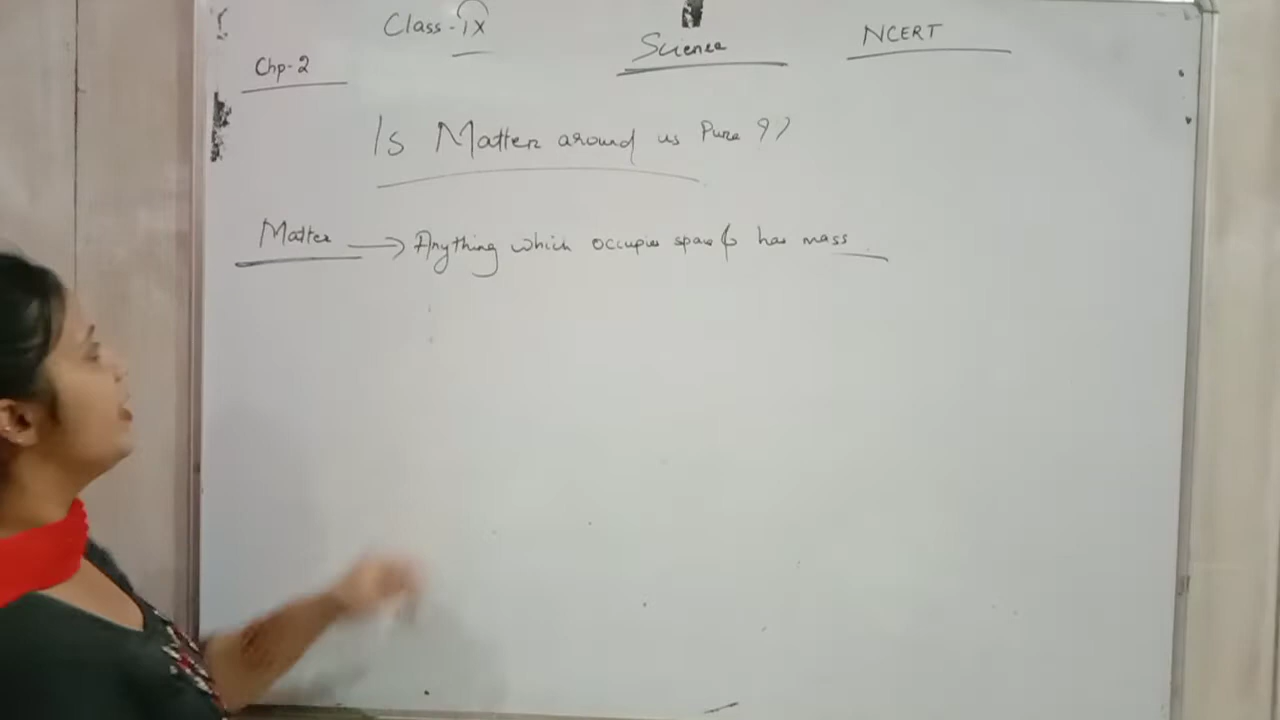 Class - IX
Science
NCERT
Chp-2
Is Matter around us Pure ??
Matter → Anything which occupies space & has mass